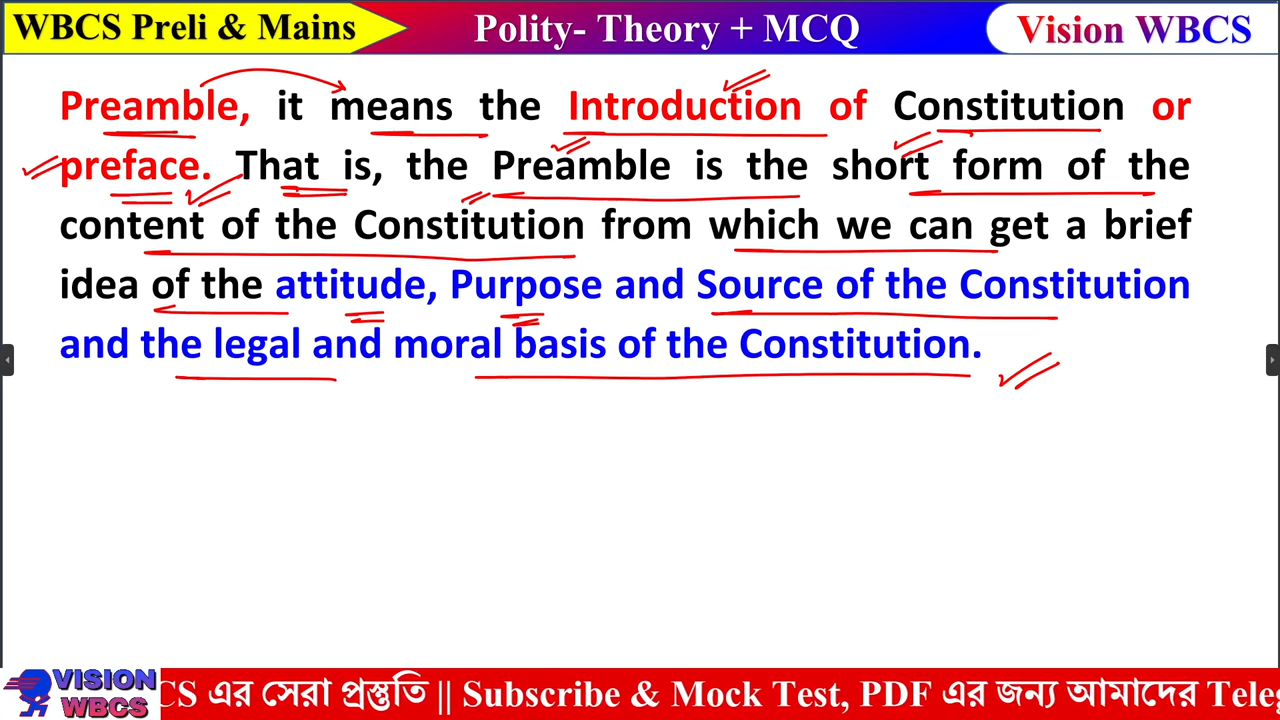 WBCS Preli & Mains
Polity- Theory + MCQ
Vision WBCS
Preamble, it means the Introduction of Constitution or
preface. That is, the Preamble is the short form of the
content of the Constitution from which we can get a brief
idea of the attitude, Purpose and Source of the Constitution
and the legal and moral basis of the Constitution.
VISION
WBCS
CS এর সেরা প্রস্তুতি || Subscribe & Mock Test, PDF এর জন্য আমাদের Teleg